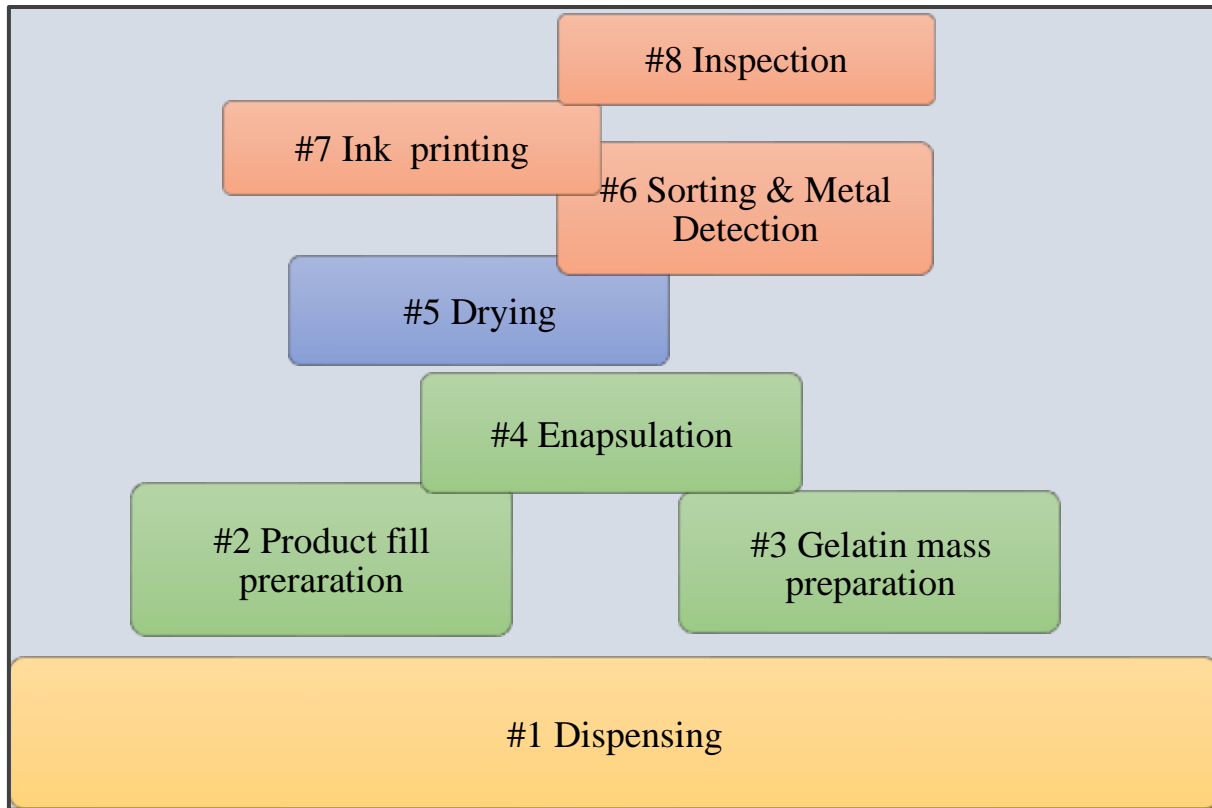 #8 Inspection
#7 Ink printing
#6 Sorting & Metal
Detection
#5 Drying
#4 Enapsulation
#2 Product fill
preraration
#3 Gelatin mass
preparation
#1 Dispensing